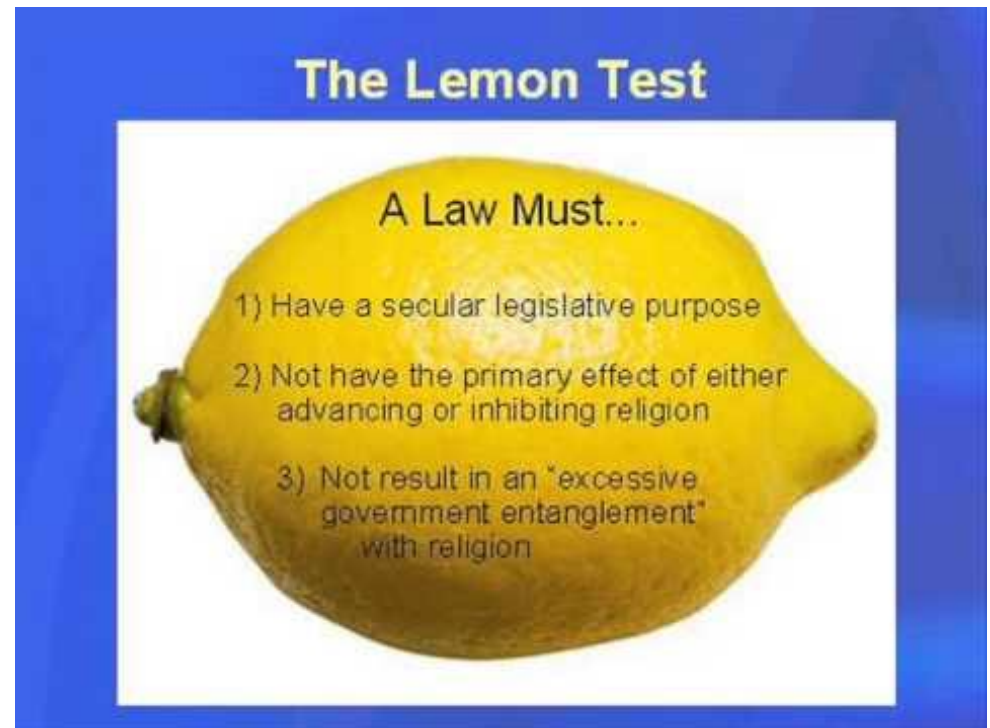 The Lemon Test
A Law Must...
1) Have a secular legislative purpose
2) Not have the primary effect of either
advancing or inhibiting religion
3) Not result in an "excessive
government entanglement"
with religion